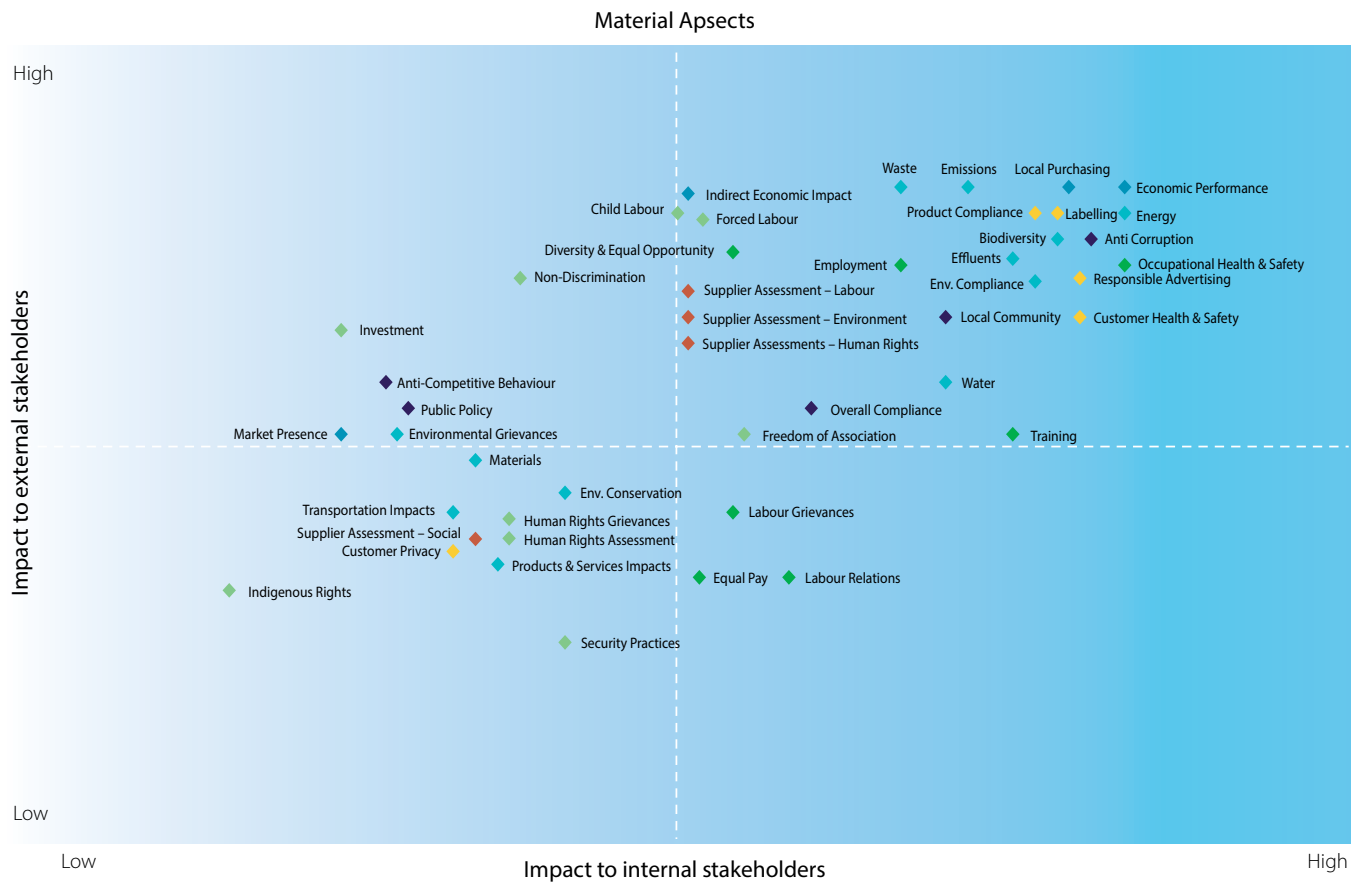 Material Apsects
High
Waste
Emissions
Local Purchasing
Indirect Economic Impact
Economic Performance
Child Labour
Forced Labour
Product Compliance
Labelling
Energy
Diversity & Equal Opportunity
Biodiversity
Anti Corruption
Effluents
Employment
Occupational Health & Safety
Non-Discrimination
Env. Compliance
Responsible Advertising
Supplier Assessment – Labour
Supplier Assessment – Environment
Local Community
Customer Health & Safety
Investment
Supplier Assessments – Human Rights
Anti-Competitive Behaviour
Water
Public Policy
Overall Compliance
Market Presence
Environmental Grievances
Freedom of Association
Training
Impact to external stakeholders
Materials
Env. Conservation
Transportation Impacts
Labour Grievances
Human Rights Grievances
Supplier Assessment – Social
Human Rights Assessment
Customer Privacy
Products & Services Impacts
Equal Pay
Labour Relations
Indigenous Rights
Security Practices
Low
Low
Impact to internal stakeholders
High